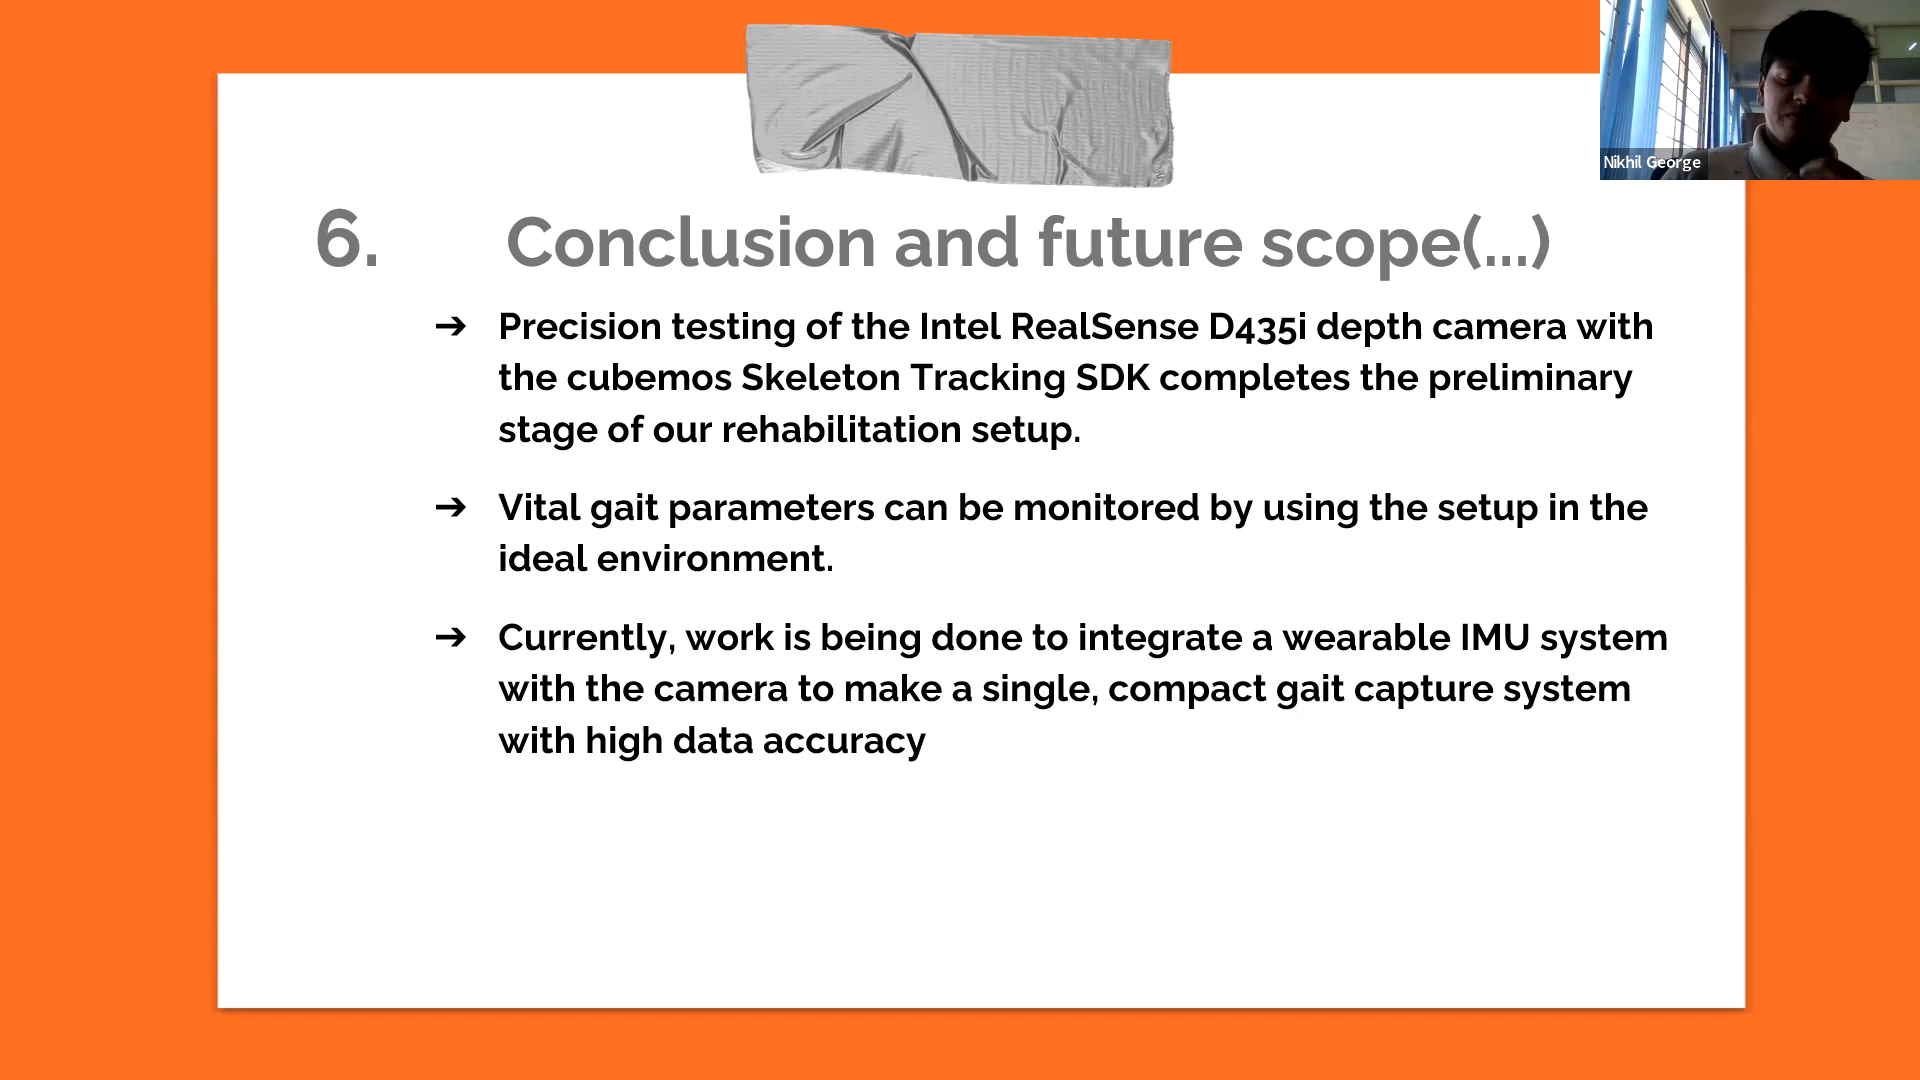 Nikhil George
6. Conclusion and future scope(...)
➔ Precision testing of the Intel RealSense D435i depth camera with
the cubemos Skeleton Tracking SDK completes the preliminary
stage of our rehabilitation setup.
➔ Vital gait parameters can be monitored by using the setup in the
ideal environment.
➔ Currently, work is being done to integrate a wearable IMU system
with the camera to make a single, compact gait capture system
with high data accuracy